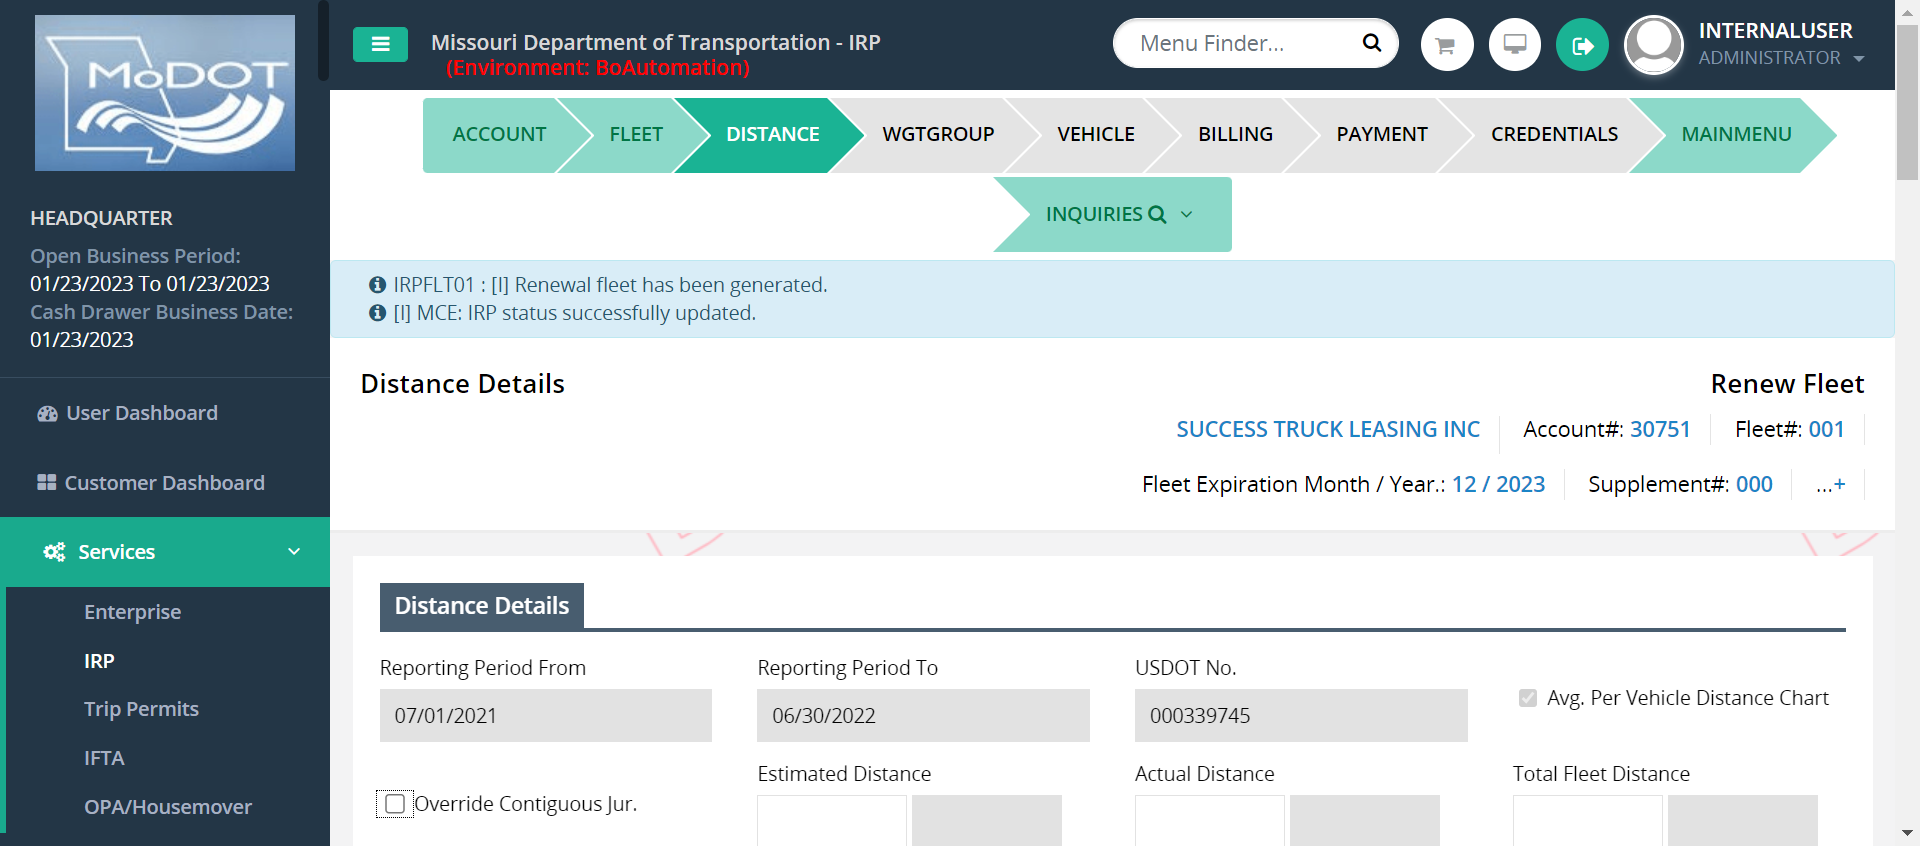 MoDOT
Missouri Department of Transportation - IRP
(Environment: BoAutomation)
Menu Finder...
INTERNALUSER
ADMINISTRATOR
ACCOUNT
FLEET
DISTANCE
WGTGROUP
VEHICLE
BILLING
PAYMENT
CREDENTIALS
MAINMENU
INQUIRIES
HEADQUARTER
Open Business Period:
01/23/2023 To 01/23/2023
Cash Drawer Business Date:
01/23/2023
User Dashboard
Customer Dashboard
Services
Enterprise
IRP
Trip Permits
IFTA
OPA/Housemover
IRPFLT01 : [I] Renewal fleet has been generated.
[I] MCE: IRP status successfully updated.
Distance Details
Renew Fleet
SUCCESS TRUCK LEASING INC
Account#: 30751
Fleet#: 001
Fleet Expiration Month / Year.: 12 / 2023
Supplement#: 000
...+
Distance Details
Reporting Period From
Reporting Period To
USDOT No.
07/01/2021
06/30/2022
000339745
Avg. Per Vehicle Distance Chart
Override Contiguous Jur.
Estimated Distance
Actual Distance
Total Fleet Distance